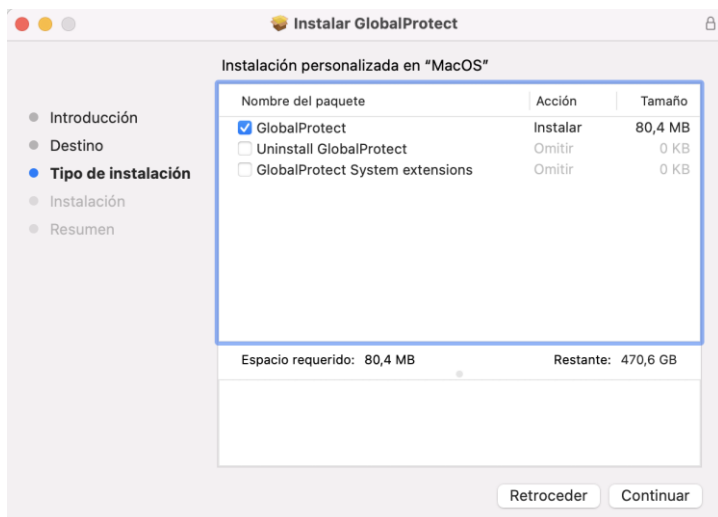 Instalar GlobalProtect
Instalación personalizada en “MacOS”
Introducción
Destino
Tipo de instalación
Instalación
Resumen
Nombre del paquete Acción Tamaño
GlobalProtect Instalar 80,4 MB
Uninstall GlobalProtect Omitir 0 KB
GlobalProtect System extensions Omitir 0 KB
Espacio requerido: 80,4 MB Restante: 470,6 GB
Retroceder Continuar